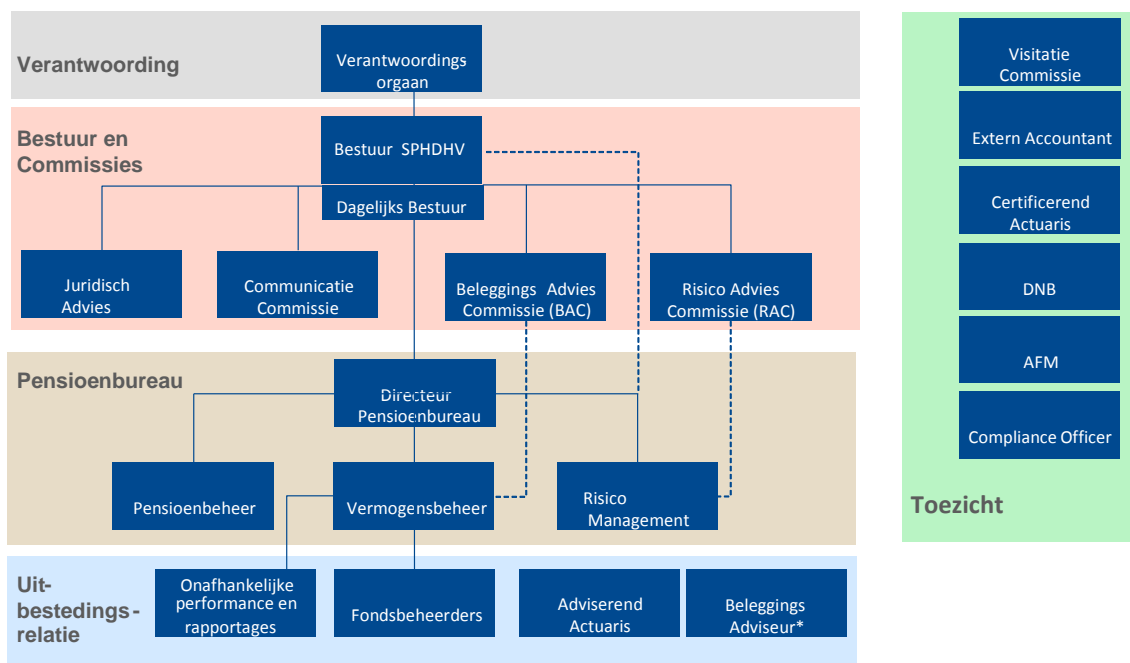 Verantwoording
Verantwoordings
orgaan
Bestuur en
Commissies
Bestuur SPHDHV
Dagelijks Bestuur
Juridisch
Advies
Communicatie
Commissie
Beleggings Advies
Commissie (BAC)
Risico Advies
Commissie (RAC)
Pensioenbureau
Directeur
Pensioenbureau
Pensioenbeheer
Vermogensbeheer
Risico
Management
Uit-
bestedings-
relatie
Onafhankelijke
performance en
rapportages
Fondsbeheerders
Adviserend
Actuaris
Beleggings
Adviseur*
Visitatie
Commissie
Extern Accountant
Certificerend
Actuaris
DNB
AFM
Compliance Officer
Toezicht